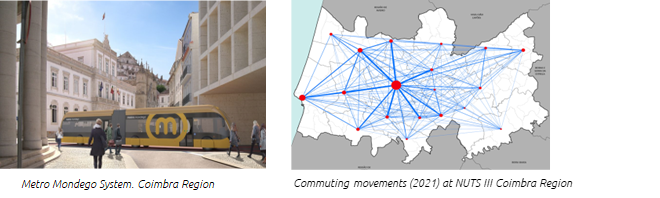 m
Metro Mondego System. Coimbra Region
Commuting movements (2021) at NUTS III Coimbra Region